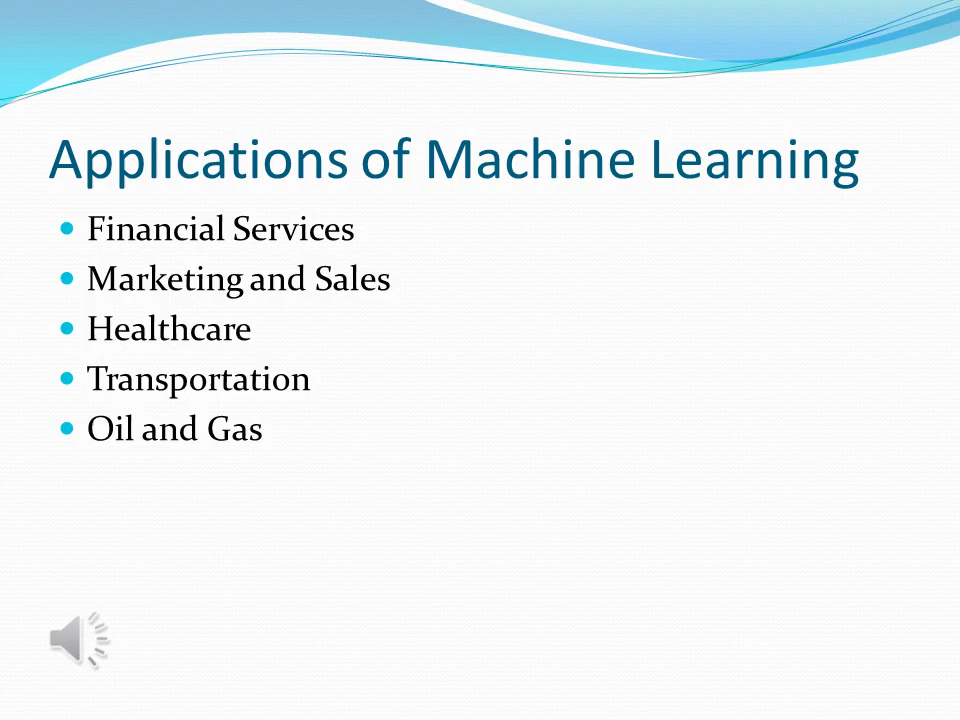 Applications of Machine Learning
Financial Services
Marketing and Sales
Healthcare
Transportation
Oil and Gas